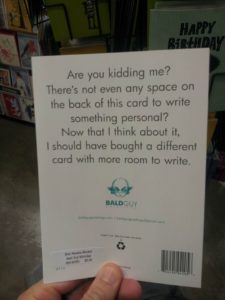 HAPPY
BIRTHDAY
Are you kidding me?
There's not even any space on
the back of this card to write
something personal?
Now that I think about it,
I should have bought a different
card with more room to write.
BALDGUY